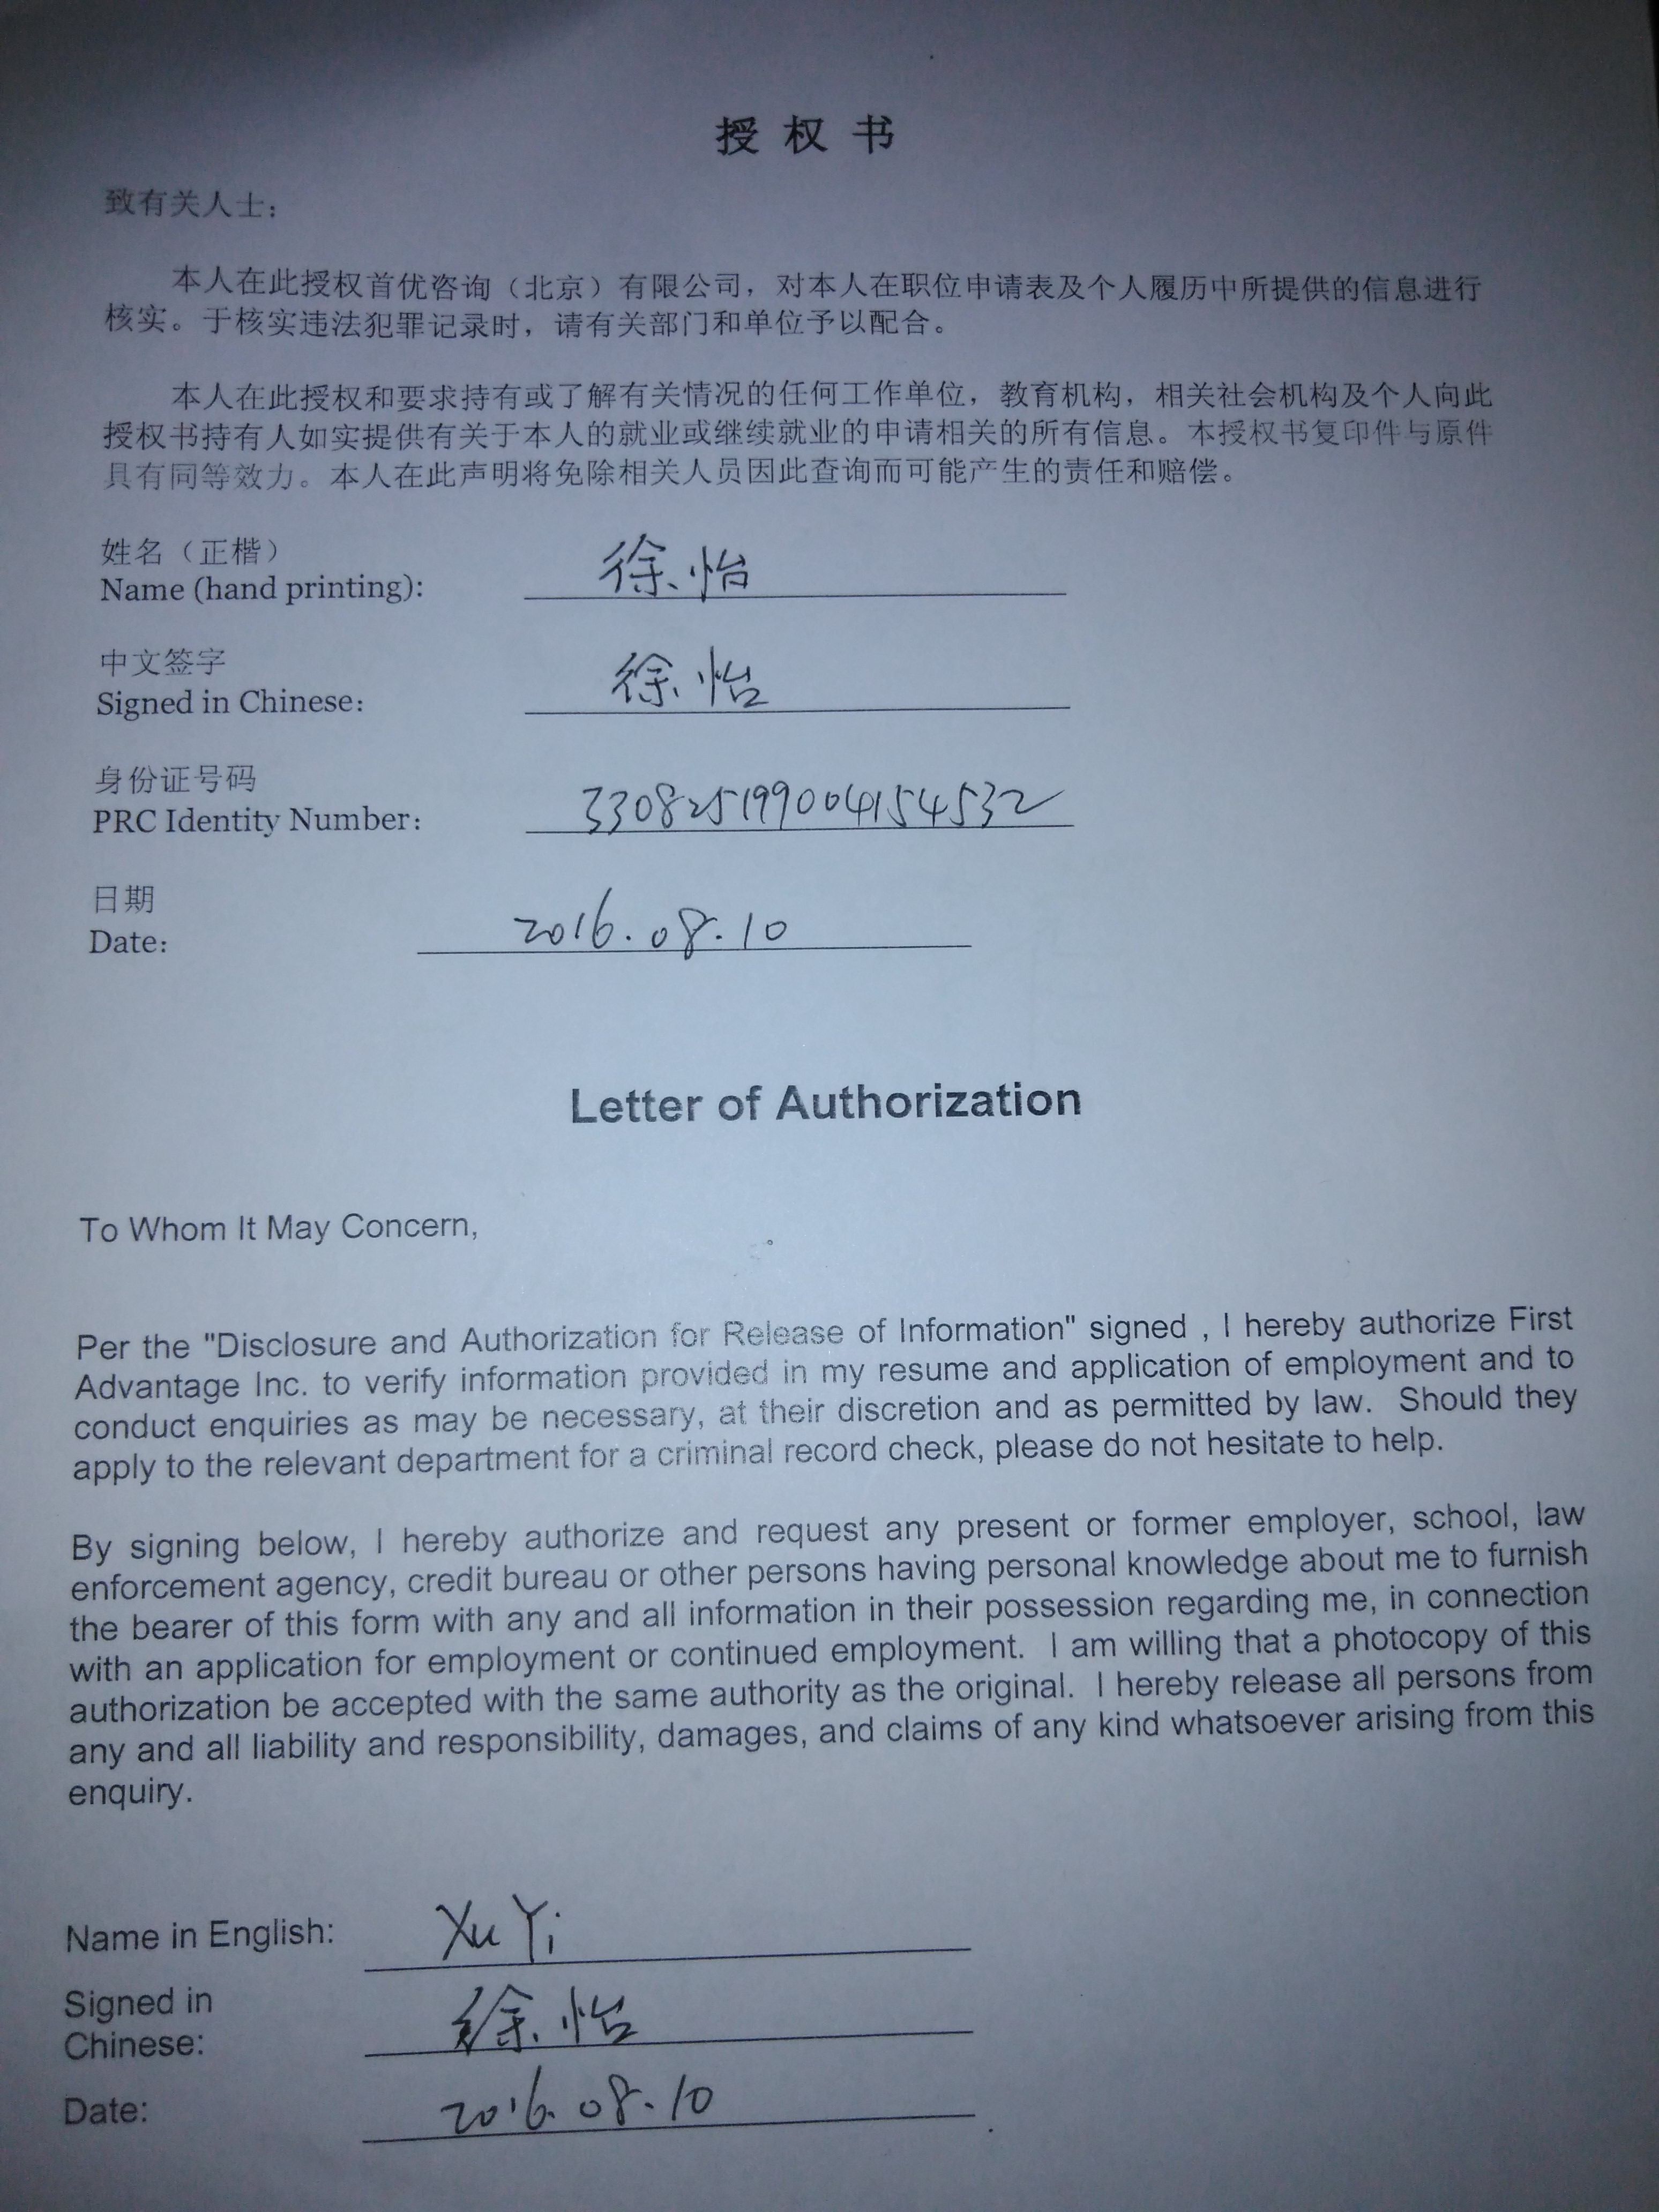 授权书
致有关人士：
本人在此授权首优咨询（北京）有限公司，对本人在职位申请表及个人履历中所提供的信息进行
核实。于核实违法犯罪记录时，请有关部门和单位予以配合。
本人在此授权和要求持有或了解有关情况的任何工作单位，教育机构，相关社会机构及个人向此
授权书持有人如实提供有关于本人的就业或继续就业的申请相关的所有信息。本授权书复印件与原件
具有同等效力。本人在此声明将免除相关人员因此查询而可能产生的责任和赔偿。
姓名（正楷）
Name (hand printing): 徐怡
中文签字
Signed in Chinese: 徐怡
身份证号码
PRC Identity Number: 330825199004154532
日期
Date: 2016.08.10
Letter of Authorization
To Whom It May Concern,
Per the "Disclosure and Authorization for Release of Information" signed , I hereby authorize First
Advantage Inc. to verify information provided in my resume and application of employment and to
conduct enquiries as may be necessary, at their discretion and as permitted by law. Should they
apply to the relevant department for a criminal record check, please do not hesitate to help.
By signing below, I hereby authorize and request any present or former employer, school, law
enforcement agency, credit bureau or other persons having personal knowledge about me to furnish
the bearer of this form with any and all information in their possession regarding me, in connection
with an application for employment or continued employment. I am willing that a photocopy of this
authorization be accepted with the same authority as the original. I hereby release all persons from
any and all liability and responsibility, damages, and claims of any kind whatsoever arising from this
enquiry.
Name in English: Xu Yi
Signed in
Chinese: 徐怡
Date: 2016.08.10